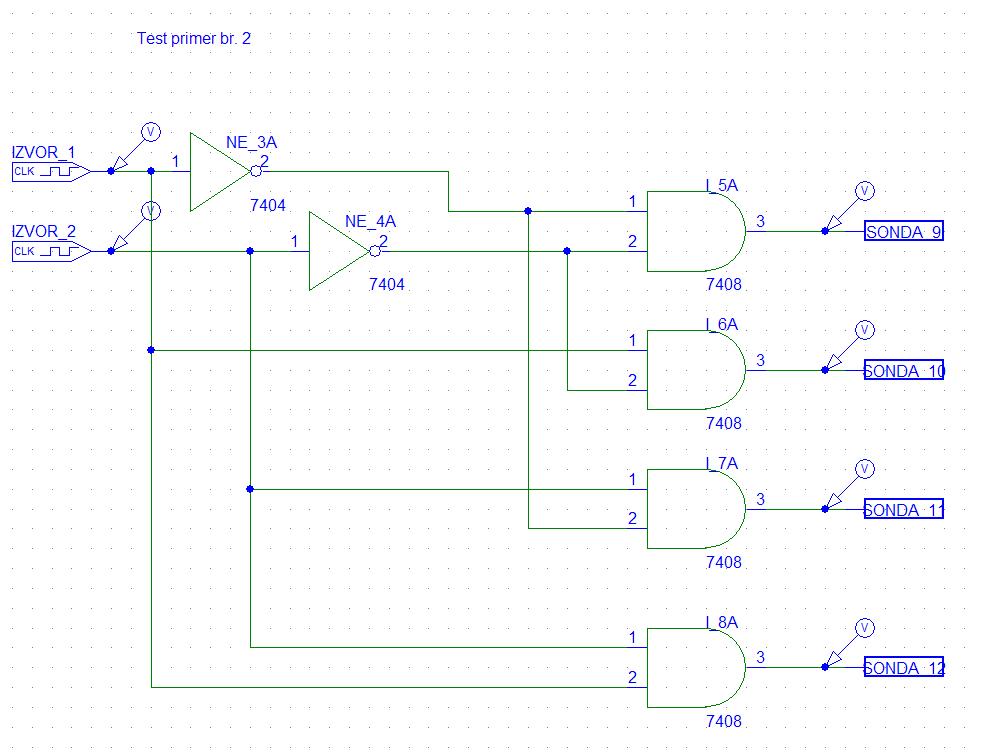 Test primer br. 2
V
IZVOR_1
CLK
1
NE_3A
2
7404
V
IZVOR_2
CLK
1
NE_4A
2
7404
I_5A
1
2
3
7408
V
SONDA_9
I_6A
1
2
3
7408
V
SONDA_10
I_7A
1
2
3
7408
V
SONDA_11
I_8A
1
2
3
7408
V
SONDA_12